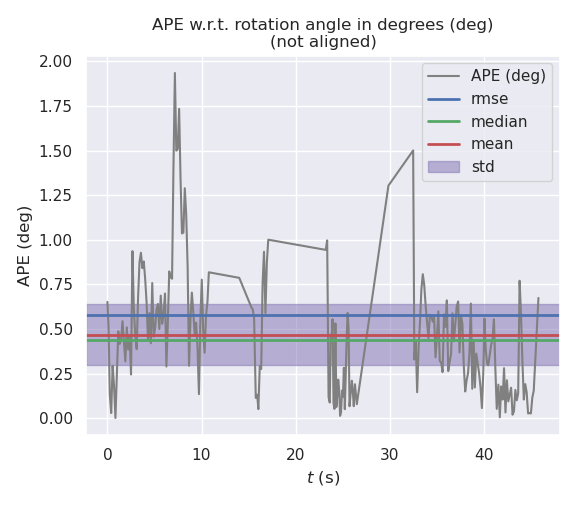 APE w.r.t. rotation angle in degrees (deg)
(not aligned)
APE (deg)
rmse
median
mean
std
2.00
1.75
1.50
1.25
1.00
0.75
0.50
0.25
0.00
APE (deg)
0 10 20 30 40
t (s)